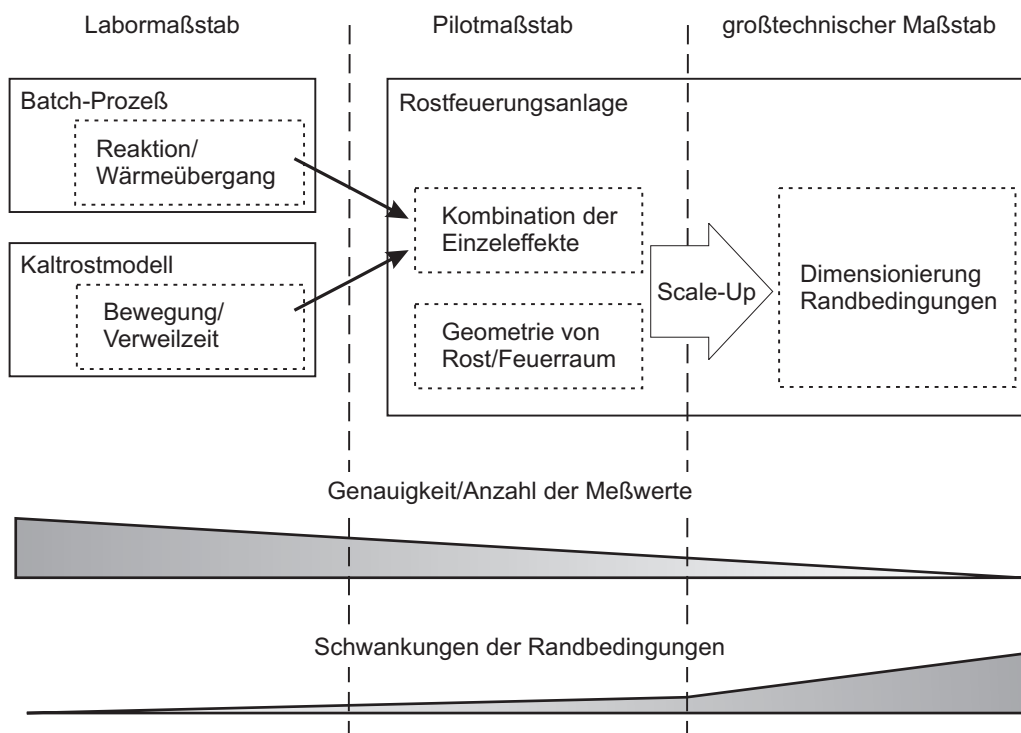 Labormaßstab
Pilotmaßstab
großtechnischer Maßstab
Batch-Prozeß
Reaktion/
Wärmeübergang
Kaltrostmodell
Bewegung/
Verweilzeit
Rostfeuerungsanlage
Kombination der
Einzeleffekte
Geometrie von
Rost/Feuerraum
Scale-Up
Dimensionierung
Randbedingungen
Genauigkeit/Anzahl der Meßwerte
Schwankungen der Randbedingungen